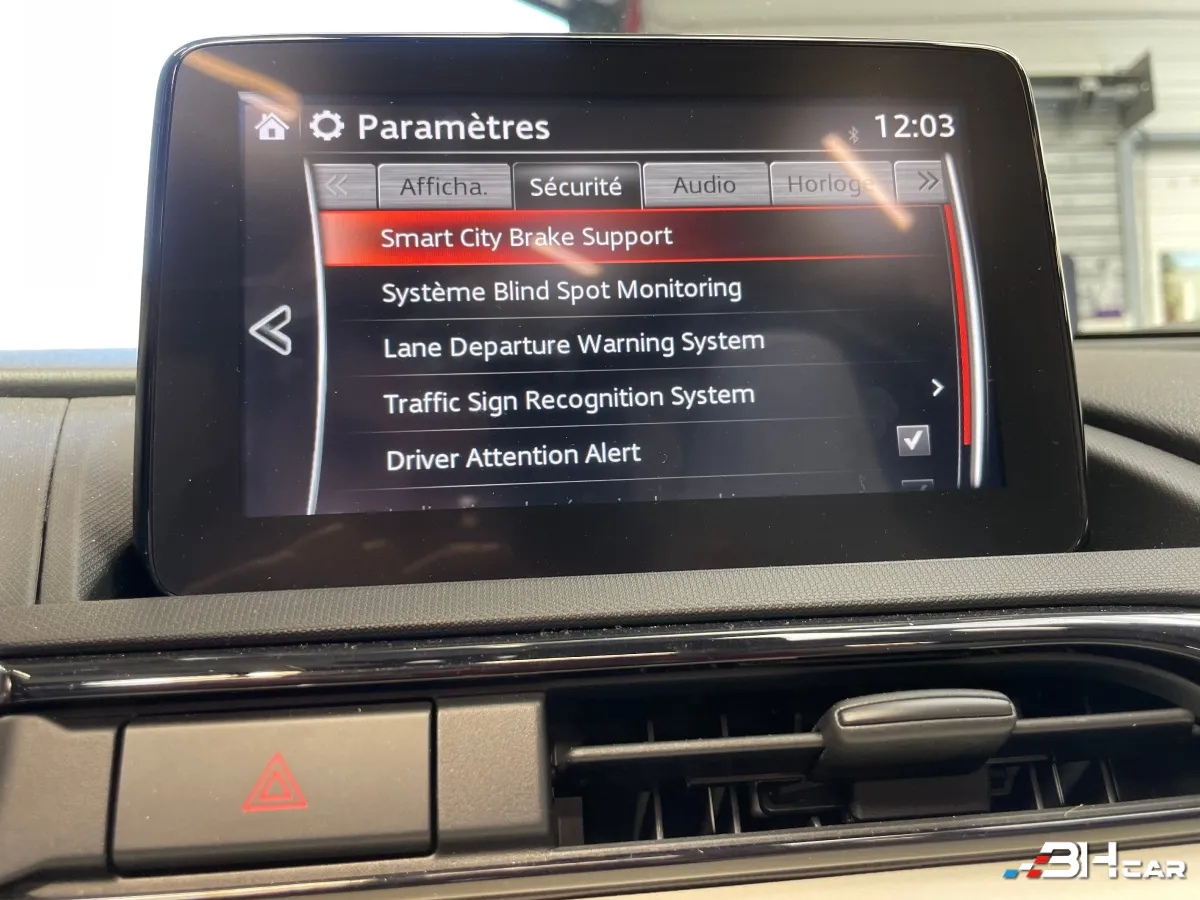 Paramètres
12:03
Afficha. Sécurité Audio Horloge
Smart City Brake Support
Système Blind Spot Monitoring
Lane Departure Warning System
Traffic Sign Recognition System
Driver Attention Alert
BHCAR